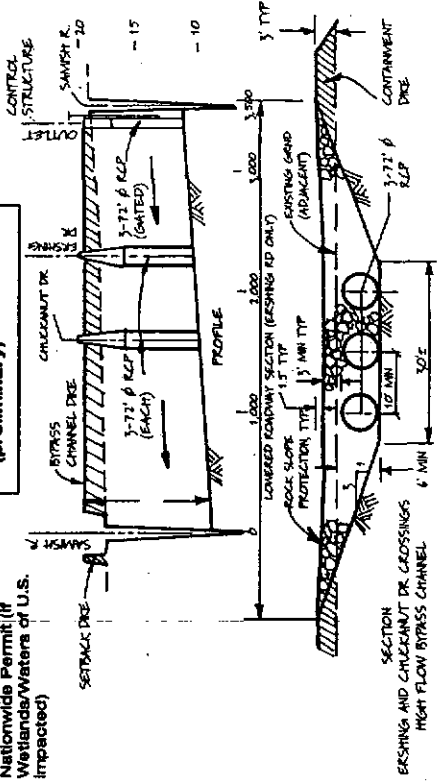 (preliminary)
Nationwide Permit (if
Wetlands/Waters of U.S.
impacted)
CONTROL
STRUCTURE
SAMISH R.
- 20
- 15
- 10
OUTLET
ERSHING
CHUCKANUT DR
BYPASS
CHANNEL DIKE
SETBACK DIKE
SAMISH R
3-72" φ RCP
(GATED)
3-72" φ RCP
(EACH)
PROFILE
0
1,000
2,000
3,000
3,500
LOWERED ROADWAY SECTION (ERSHING RD ONLY)
3' TYP
1.5' TYP
3' MIN TYP
ROCK SLOPE
PROTECTION, TYP
EXISTING GRND
(ADJACENT)
CONTAINMENT
DIKE
3-72" φ
RCP
3
1
10' MIN
30'±
6' MIN
SECTION
ERSHING AND CHUCKANUT DR CROSSINGS
HIGH FLOW BYPASS CHANNEL